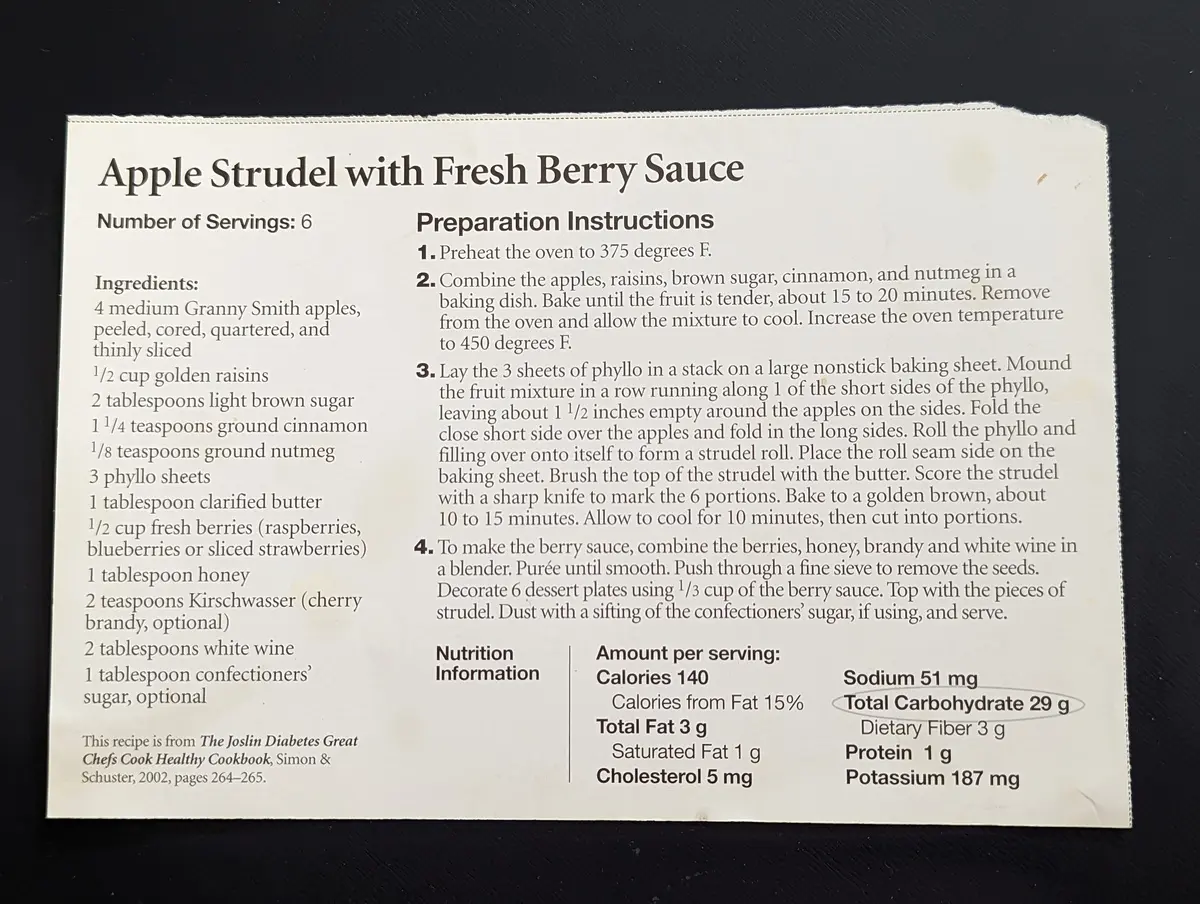 Apple Strudel with Fresh Berry Sauce
Number of Servings: 6
Ingredients:
4 medium Granny Smith apples,
peeled, cored, quartered, and
thinly sliced
1/2 cup golden raisins
2 tablespoons light brown sugar
1 1/4 teaspoons ground cinnamon
1/8 teaspoons ground nutmeg
3 phyllo sheets
1 tablespoon clarified butter
1/2 cup fresh berries (raspberries,
blueberries or sliced strawberries)
1 tablespoon honey
2 teaspoons Kirschwasser (cherry
brandy, optional)
2 tablespoons white wine
1 tablespoon confectioners'
sugar, optional
This recipe is from The Joslin Diabetes Great
Chefs Cook Healthy Cookbook, Simon &
Schuster, 2002, pages 264–265.
Preparation Instructions
1. Preheat the oven to 375 degrees F.
2. Combine the apples, raisins, brown sugar, cinnamon, and nutmeg in a
baking dish. Bake until the fruit is tender, about 15 to 20 minutes. Remove
from the oven and allow the mixture to cool. Increase the oven temperature
to 450 degrees F.
3. Lay the 3 sheets of phyllo in a stack on a large nonstick baking sheet. Mound
the fruit mixture in a row running along 1 of the short sides of the phyllo,
leaving about 1 1/2 inches empty around the apples on the sides. Fold the
close short side over the apples and fold in the long sides. Roll the phyllo and
filling over onto itself to form a strudel roll. Place the roll seam side on the
baking sheet. Brush the top of the strudel with the butter. Score the strudel
with a sharp knife to mark the 6 portions. Bake to a golden brown, about
10 to 15 minutes. Allow to cool for 10 minutes, then cut into portions.
4. To make the berry sauce, combine the berries, honey, brandy and white wine in
a blender. Purée until smooth. Push through a fine sieve to remove the seeds.
Decorate 6 dessert plates using 1/3 cup of the berry sauce. Top with the pieces of
strudel. Dust with a sifting of the confectioners' sugar, if using, and serve.
Nutrition
Information
Amount per serving:
Calories 140
Calories from Fat 15%
Total Fat 3 g
Saturated Fat 1 g
Cholesterol 5 mg
Sodium 51 mg
Total Carbohydrate 29 g
Dietary Fiber 3 g
Protein 1 g
Potassium 187 mg